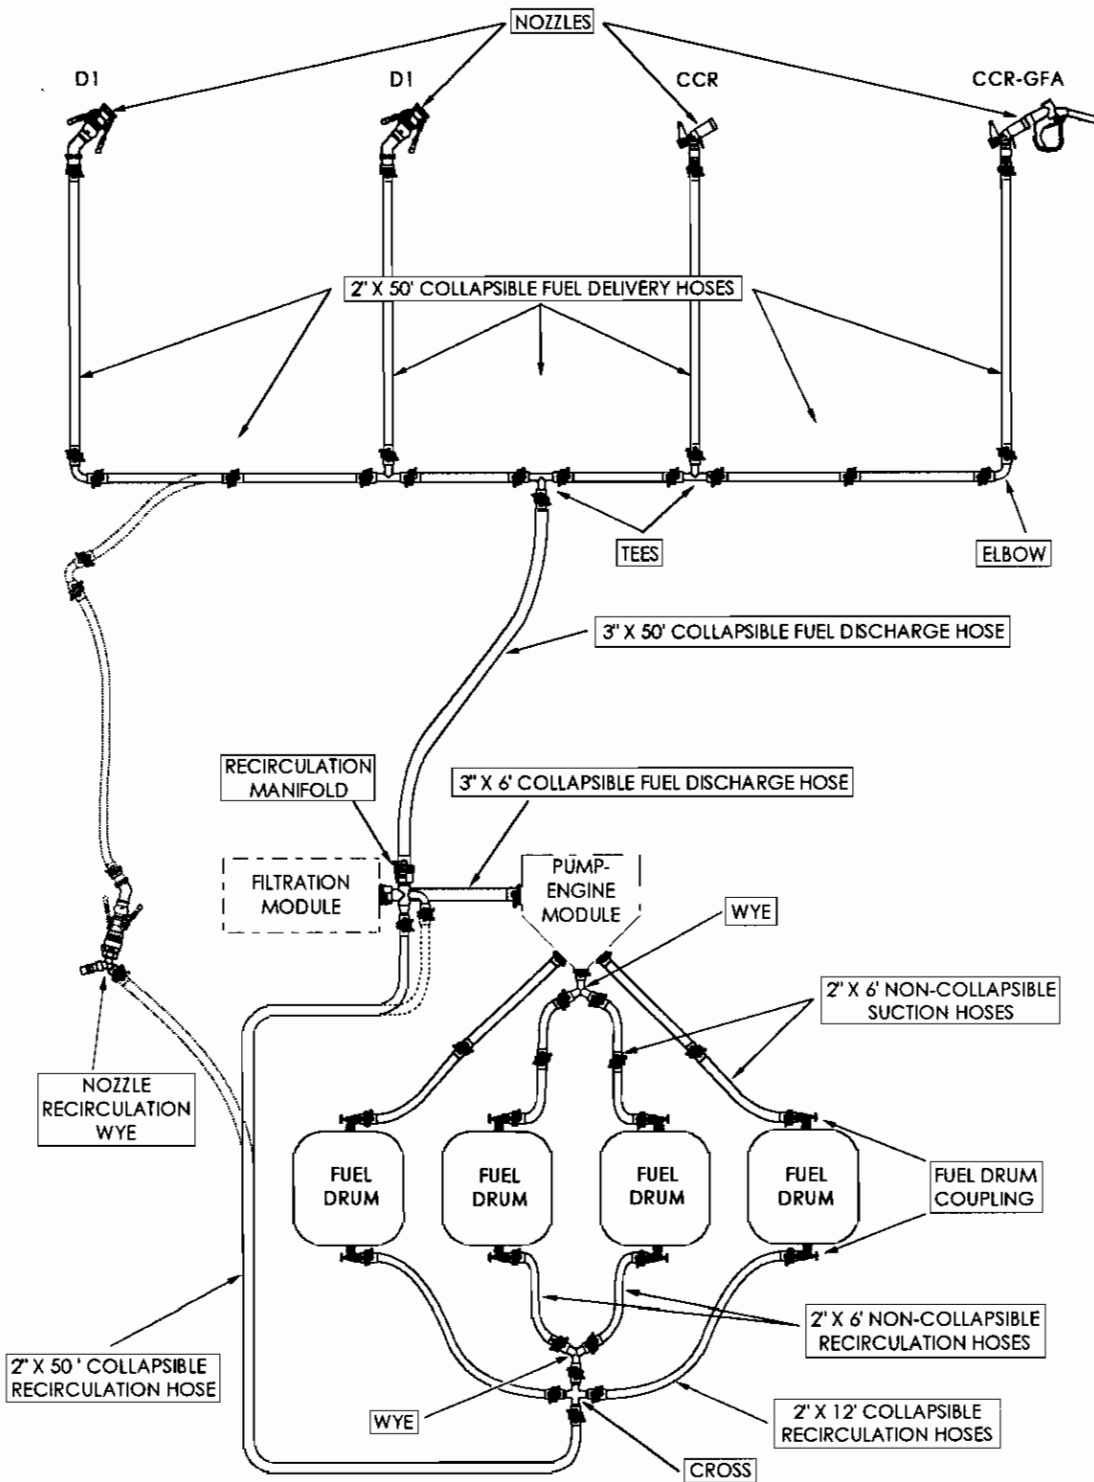 NOZZLES
D1
D1
CCR
CCR-GFA
2" X 50' COLLAPSIBLE FUEL DELIVERY HOSES
TEES
ELBOW
3" X 50' COLLAPSIBLE FUEL DISCHARGE HOSE
RECIRCULATION
MANIFOLD
3" X 6' COLLAPSIBLE FUEL DISCHARGE HOSE
FILTRATION
MODULE
PUMP-
ENGINE
MODULE
WYE
2" X 6' NON-COLLAPSIBLE
SUCTION HOSES
NOZZLE
RECIRCULATION
WYE
FUEL
DRUM
FUEL
DRUM
FUEL
DRUM
FUEL
DRUM
FUEL DRUM
COUPLING
2" X 6' NON-COLLAPSIBLE
RECIRCULATION HOSES
2" X 50 ' COLLAPSIBLE
RECIRCULATION HOSE
WYE
2" X 12' COLLAPSIBLE
RECIRCULATION HOSES
CROSS